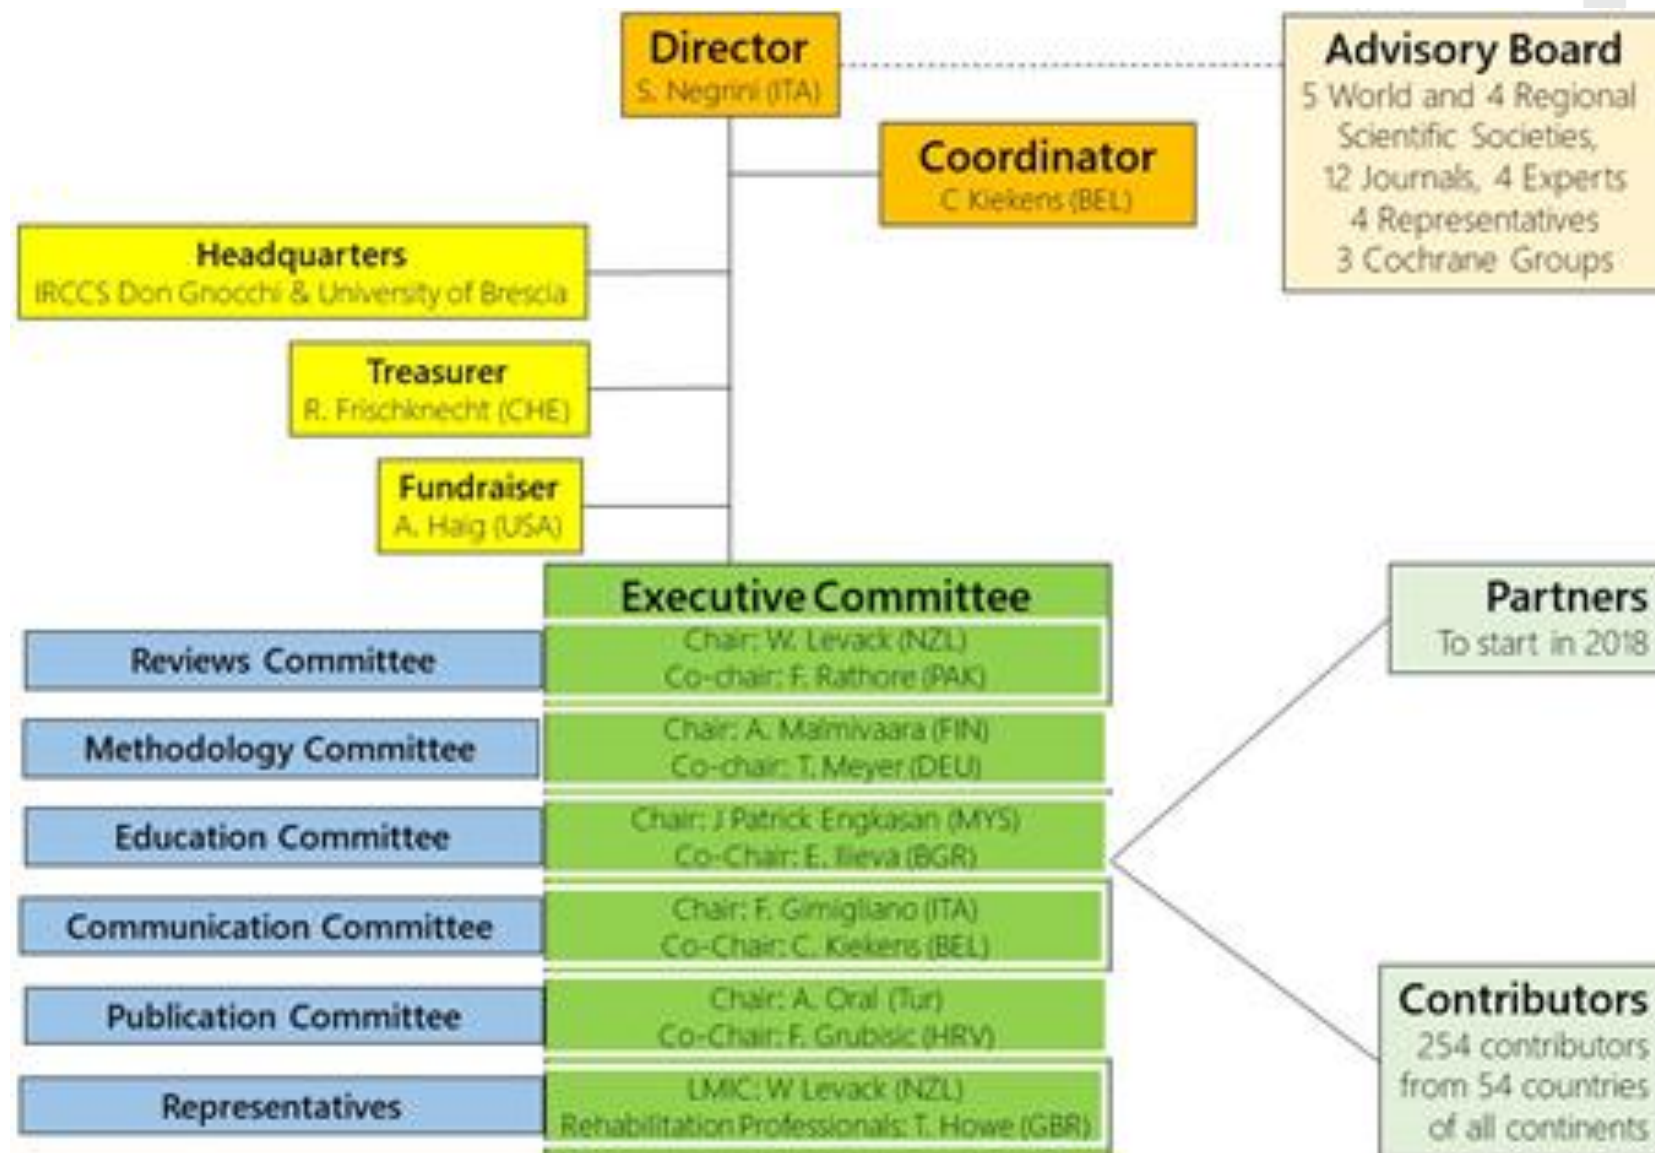 Director
S. Negrini (ITA)
Advisory Board
5 World and 4 Regional
Scientific Societies,
12 Journals, 4 Experts
4 Representatives
3 Cochrane Groups
Coordinator
C Kiekens (BEL)
Headquarters
IRCCS Don Gnocchi & University of Brescia
Treasurer
R. Frischknecht (CHE)
Fundraiser
A. Haig (USA)
Executive Committee
Reviews Committee
Chair: W. Levack (NZL)
Co-chair: F. Rathore (PAK)
Methodology Committee
Chair: A. Malmivaara (FIN)
Co-chair: T. Meyer (DEU)
Education Committee
Chair: J Patrick Engkasan (MYS)
Co-Chair: E. Ilieva (BGR)
Communication Committee
Chair: F. Gimigliano (ITA)
Co-Chair: C. Kiekens (BEL)
Publication Committee
Chair: A. Oral (Tur)
Co-Chair: F. Grubisic (HRV)
Representatives
LMIC: W Levack (NZL)
Rehabilitation Professionals: T. Howe (GBR)
Partners
To start in 2018
Contributors
254 contributors
from 54 countries
of all continents